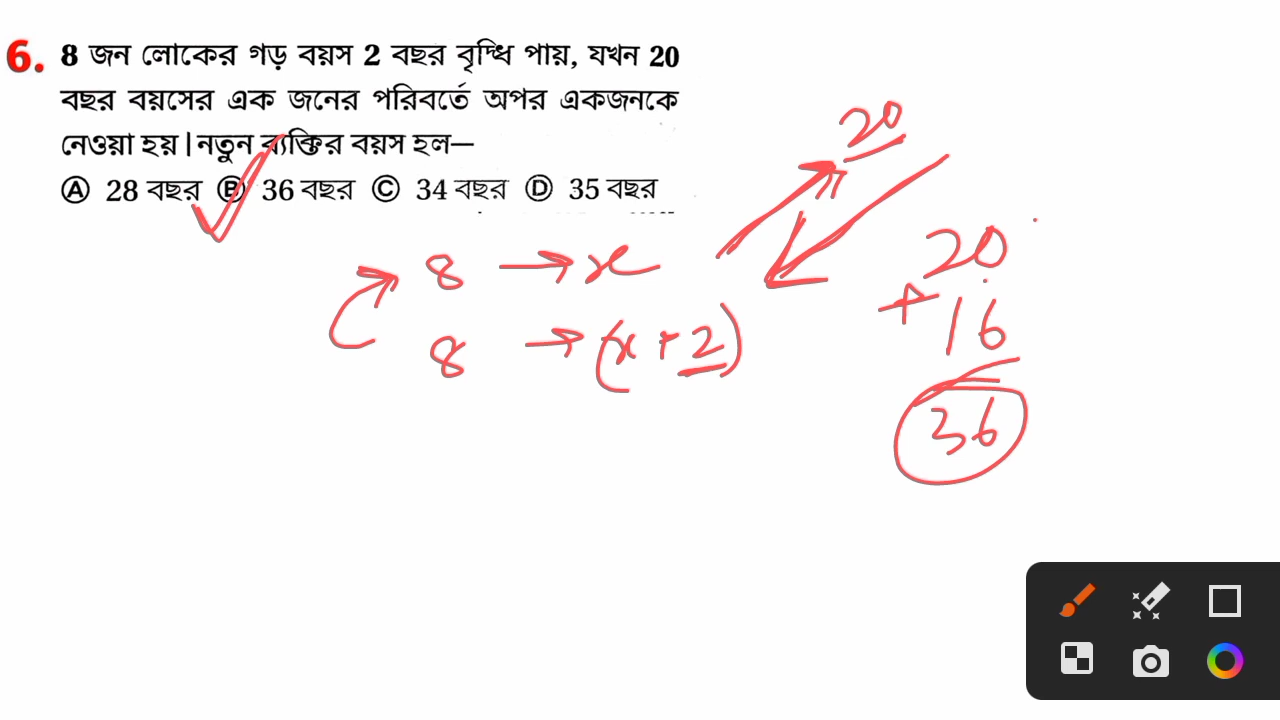 6. 8 জন লোকের গড় বয়স 2 বছর বৃদ্ধি পায়, যখন 20
বছর বয়সের এক জনের পরিবর্তে অপর একজনকে
নেওয়া হয়। নতুন ব্যক্তির বয়স হল—
Ⓐ 28 বছর Ⓑ 36 বছর Ⓒ 34 বছর Ⓓ 35 বছর
20
8 → x
8 → (x+2)
20
+ 16
36